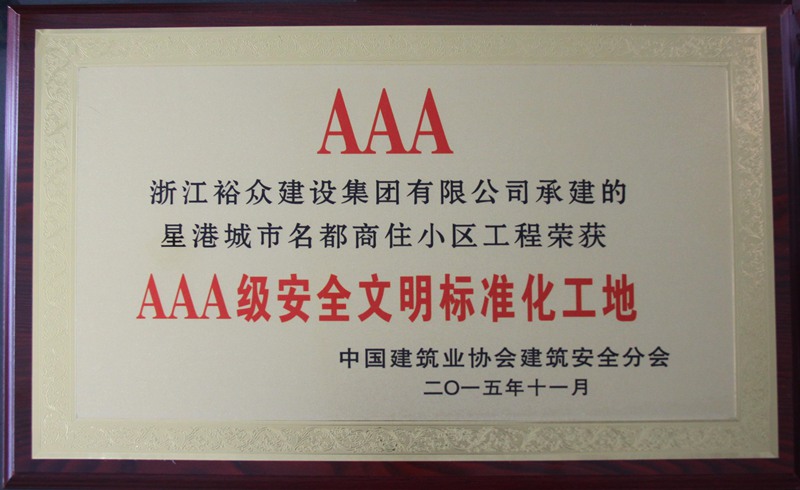 AAA
浙江裕众建设集团有限公司承建的
星港城市名都商住小区工程荣获
AAA级安全文明标准化工地
中国建筑业协会建筑安全分会
二〇一五年十一月